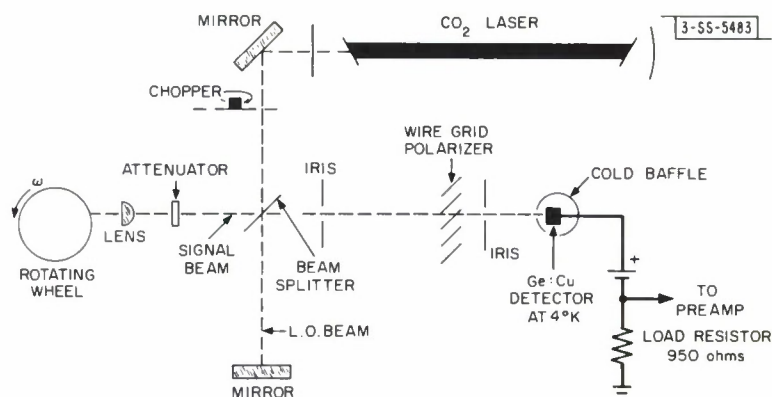 MIRROR
CO2 LASER
3-SS-5483
CHOPPER
WIRE GRID
POLARIZER
ATTENUATOR
IRIS
COLD BAFFLE
ω
LENS
SIGNAL
BEAM
BEAM
SPLITTER
IRIS
ROTATING
WHEEL
Ge:Cu
DETECTOR
AT 4°K
+
TO
PREAMP
L.O. BEAM
LOAD RESISTOR
950 ohms
MIRROR